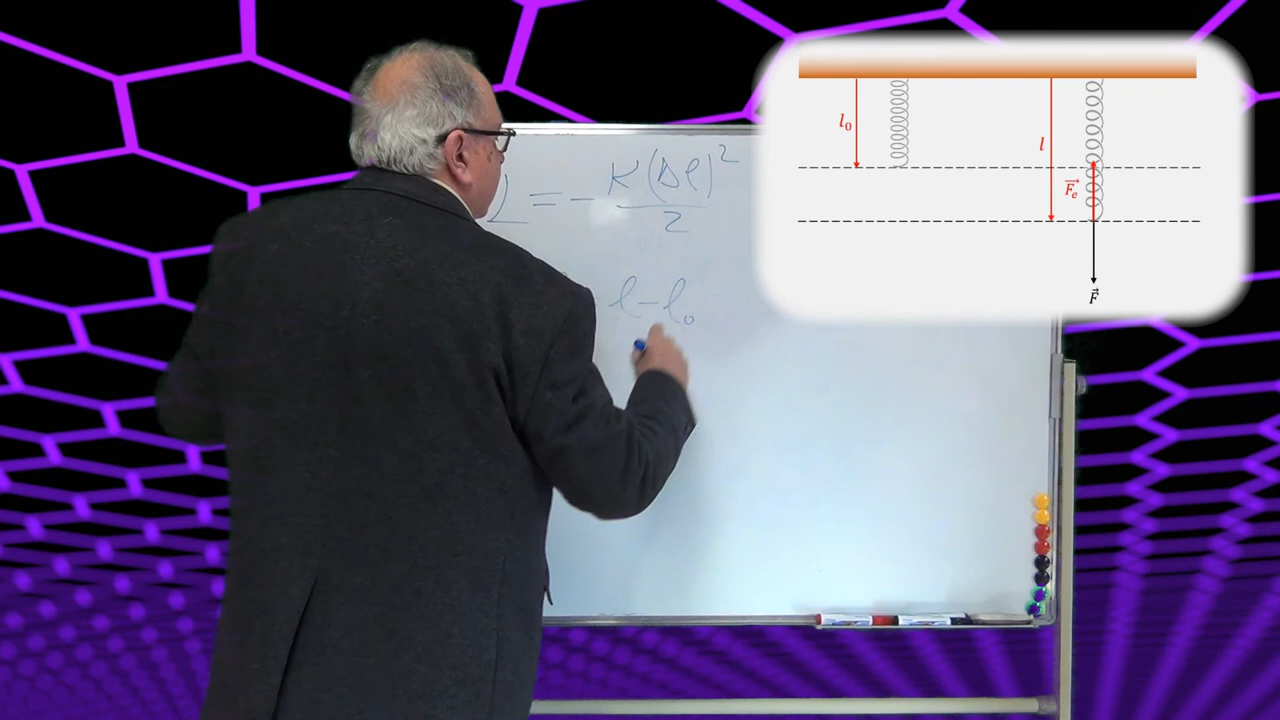 L = - K(Δl)²/2
l - l₀
l₀
l
F⃗ₑ
F⃗